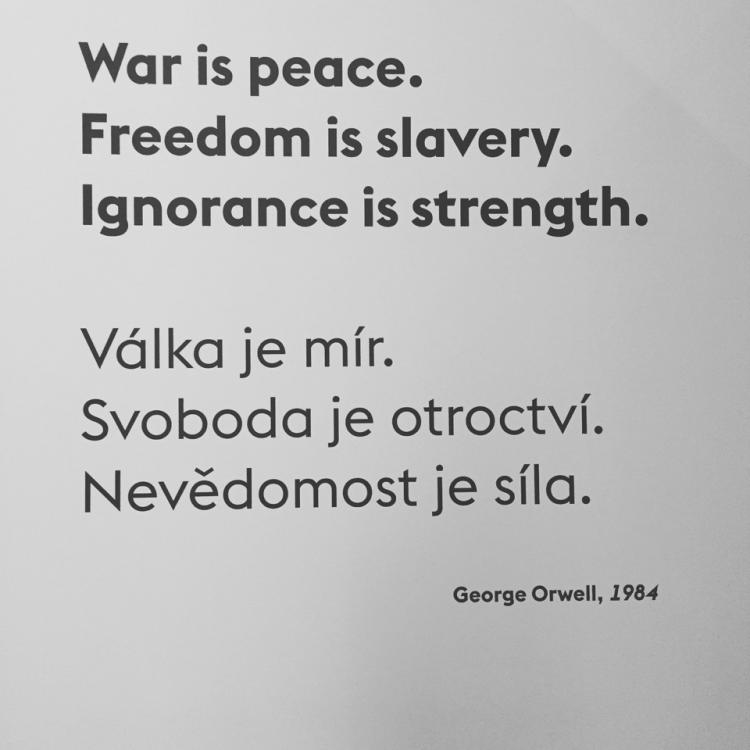 War is peace.
Freedom is slavery.
Ignorance is strength.
Válka je mír.
Svoboda je otroctví.
Nevědomost je síla.
George Orwell, 1984